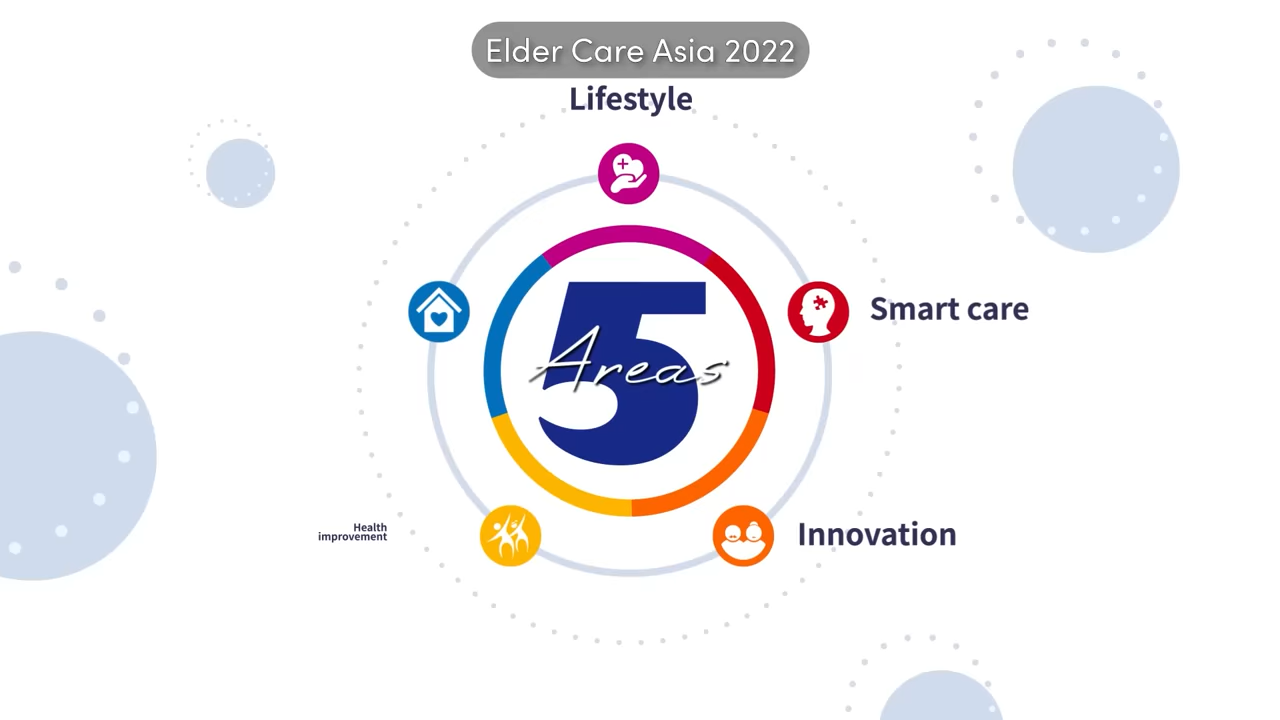 Elder Care Asia 2022
Lifestyle
5
Areas
Smart care
Innovation
Health
improvement